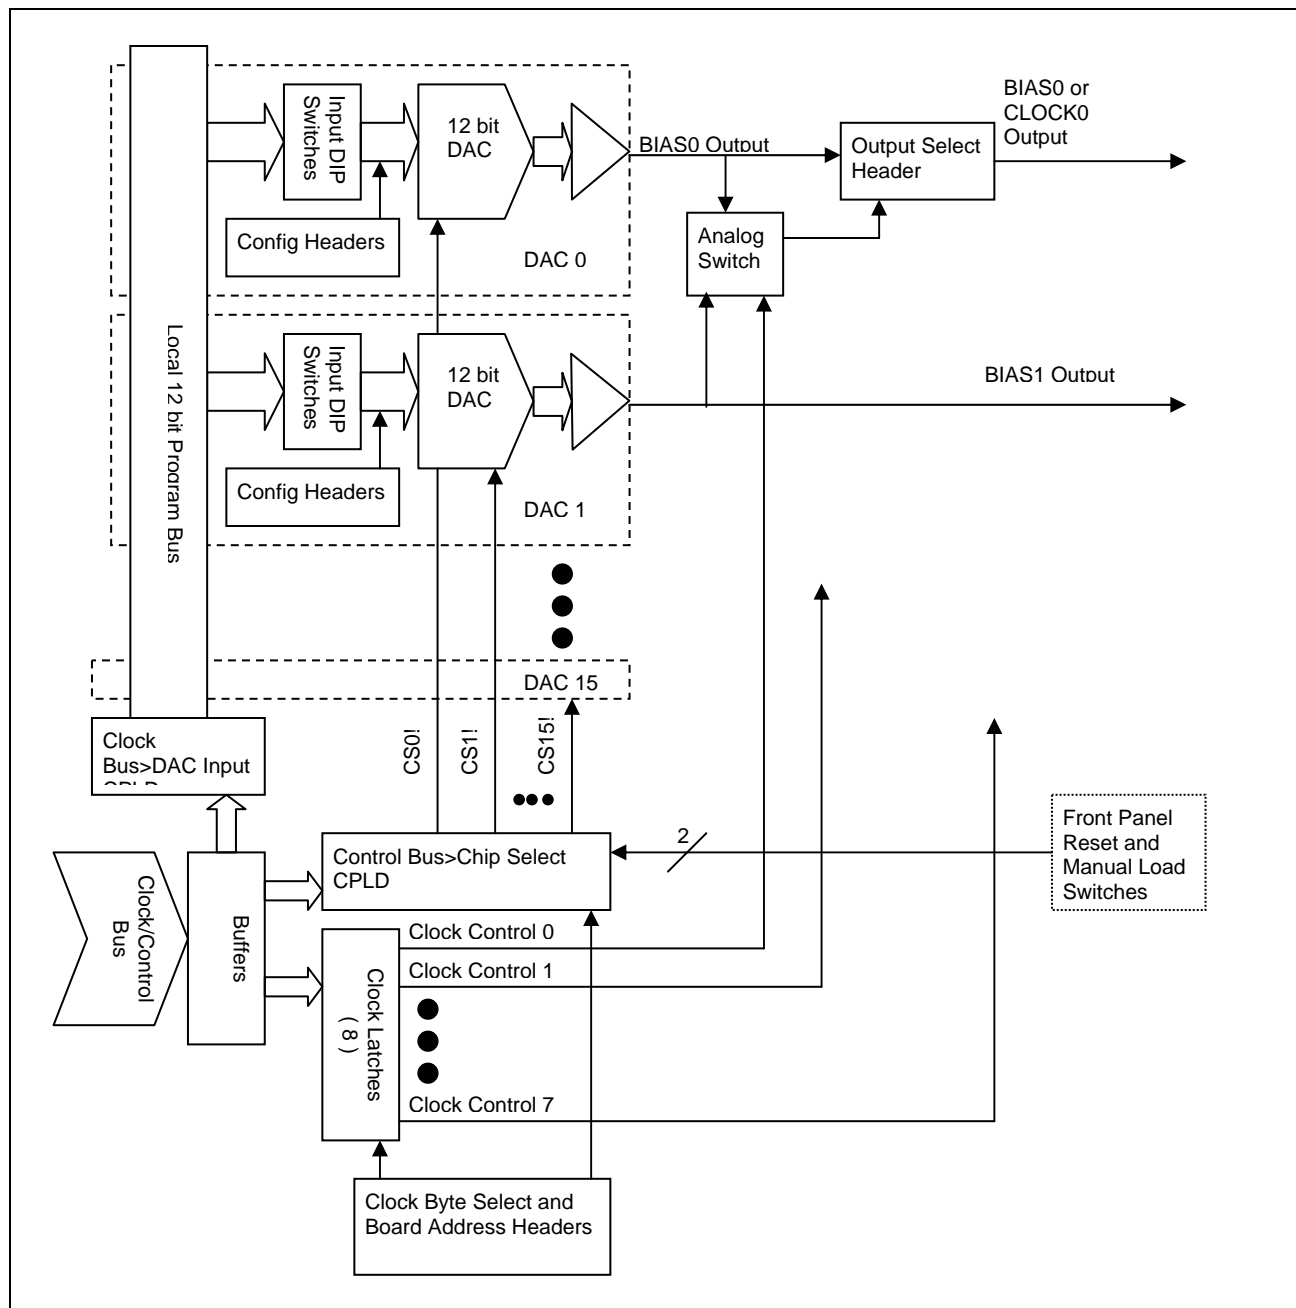 Input DIP
Switches
12 bit
DAC
Config Headers
DAC 0
BIAS0 Output
Output Select
Header
BIAS0 or
CLOCK0
Output
Analog
Switch
Local 12 bit Program Bus
Input DIP
Switches
12 bit
DAC
Config Headers
DAC 1
BIAS1 Output
DAC 15
Clock
Bus>DAC Input
CPLD
CS0!
CS1!
CS15!
Control Bus>Chip Select
CPLD
2
Front Panel
Reset and
Manual Load
Switches
Clock/Control
Bus
Buffers
Clock Latches
( 8 )
Clock Control 0
Clock Control 1
Clock Control 7
Clock Byte Select and
Board Address Headers